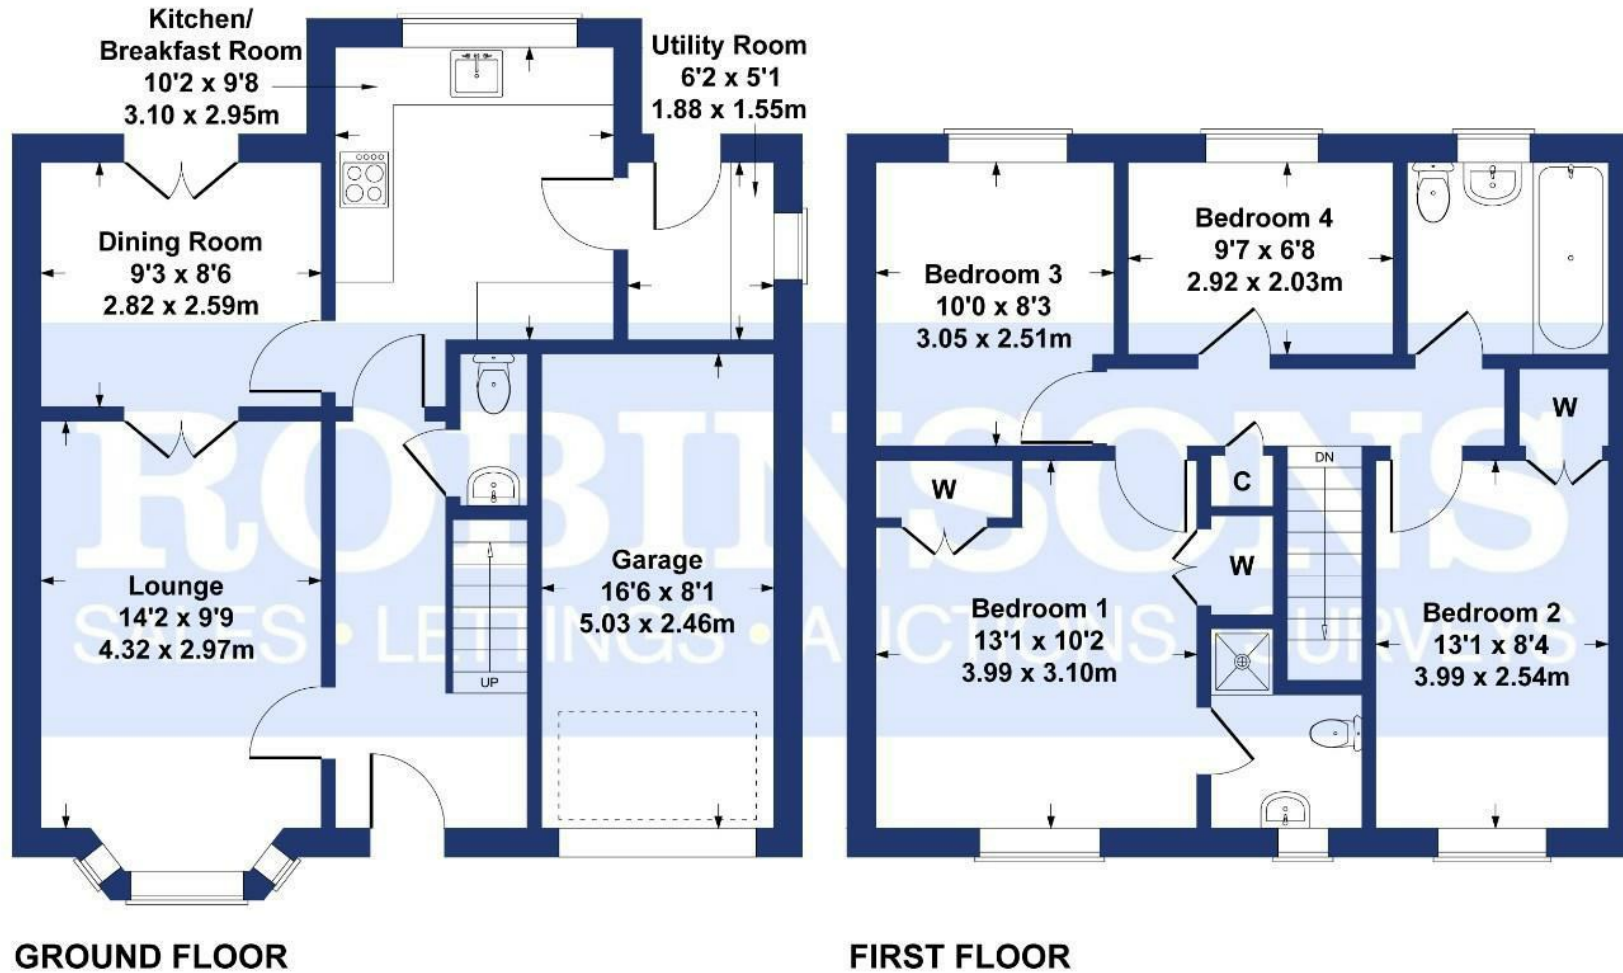 Kitchen/
Breakfast Room
10'2 x 9'8
3.10 x 2.95m
Utility Room
6'2 x 5'1
1.88 x 1.55m
Dining Room
9'3 x 8'6
2.82 x 2.59m
Lounge
14'2 x 9'9
4.32 x 2.97m
UP
Garage
16'6 x 8'1
5.03 x 2.46m
Bedroom 3
10'0 x 8'3
3.05 x 2.51m
Bedroom 4
9'7 x 6'8
2.92 x 2.03m
W
W
C
W
DN
Bedroom 1
13'1 x 10'2
3.99 x 3.10m
Bedroom 2
13'1 x 8'4
3.99 x 2.54m
ROBINSONS
SALES • LETTINGS • AUCTIONS • SURVEYS
GROUND FLOOR
FIRST FLOOR